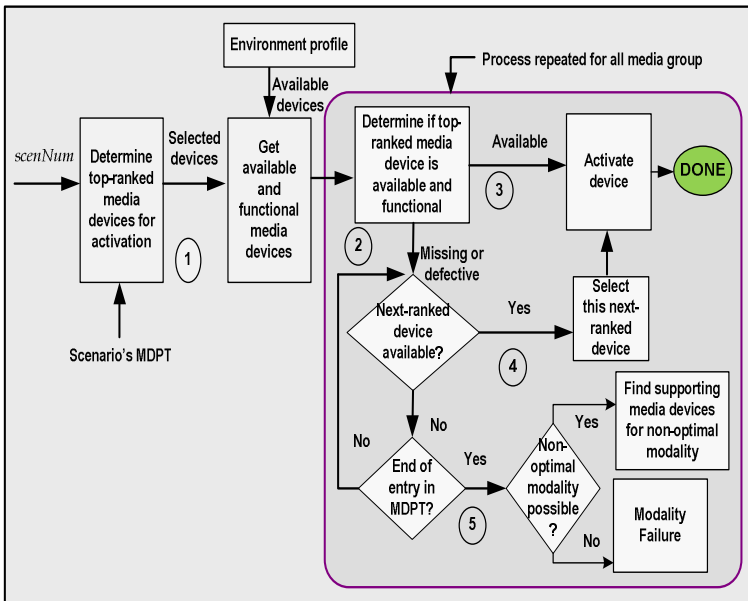 Environment profile
Process repeated for all media group
Available
devices
scenNum
Determine
top-ranked
media
devices for
activation
Selected
devices
Get
available
and
functional
media
devices
Determine if top-
ranked media
device is
available and
functional
Available
Activate
device
DONE
1
2
3
Missing or
defective
Scenario's MDPT
Next-ranked
device
available?
Yes
4
Select
this next-
ranked
device
No
No
End of
entry in
MDPT?
Yes
5
Non-
optimal
modality
possible
?
Yes
Find supporting
media devices
for non-optimal
modality
No
Modality
Failure